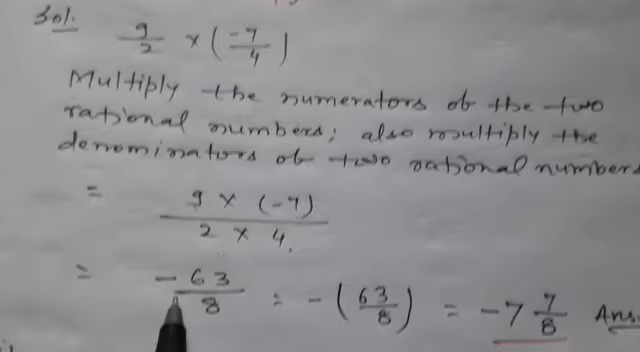 Sol.
9/2 × (-7/4)
Multiply the numerators of the two
rational numbers; also multiply the
denominators of two rational numbers
= 9 × (-7) / 2 × 4.
= -63/8 = -(63/8) = -7 7/8 Ans.